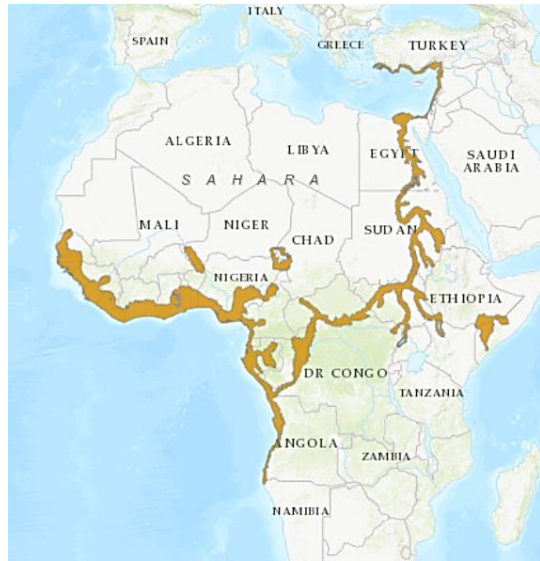 ITALY
SPAIN
GREECE
TURKEY
ALGERIA
LIBYA
EGYPT
SAUDI
ARABIA
SAHARA
MALI
NIGER
CHAD
SUDAN
NIGERIA
ETHIOPIA
DR CONGO
TANZANIA
ANGOLA
ZAMBIA
NAMIBIA